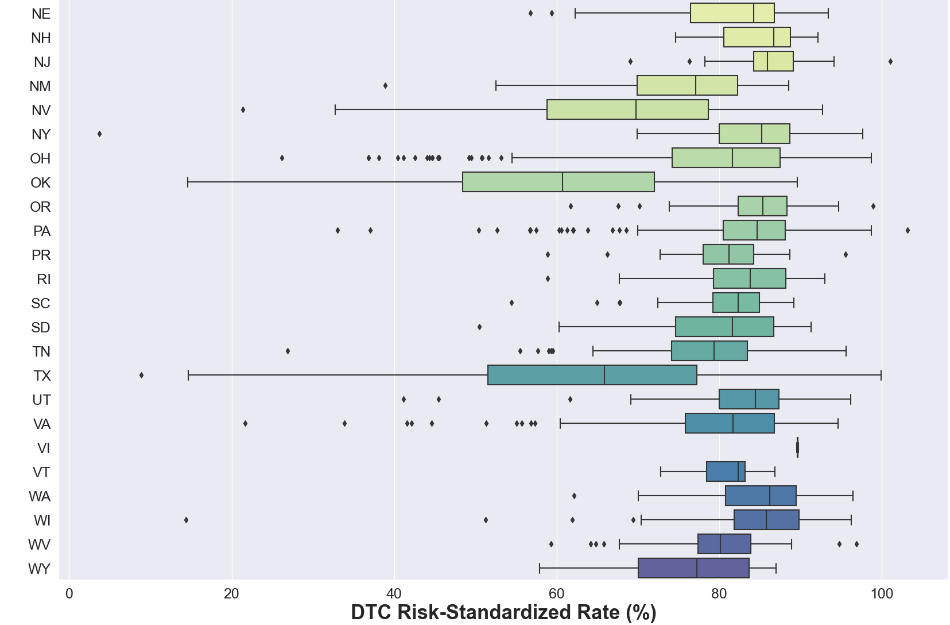 NE
NH
NJ
NM
NV
NY
OH
OK
OR
PA
PR
RI
SC
SD
TN
TX
UT
VA
VI
VT
WA
WI
WV
WY
0 20 40 60 80 100
DTC Risk-Standardized Rate (%)